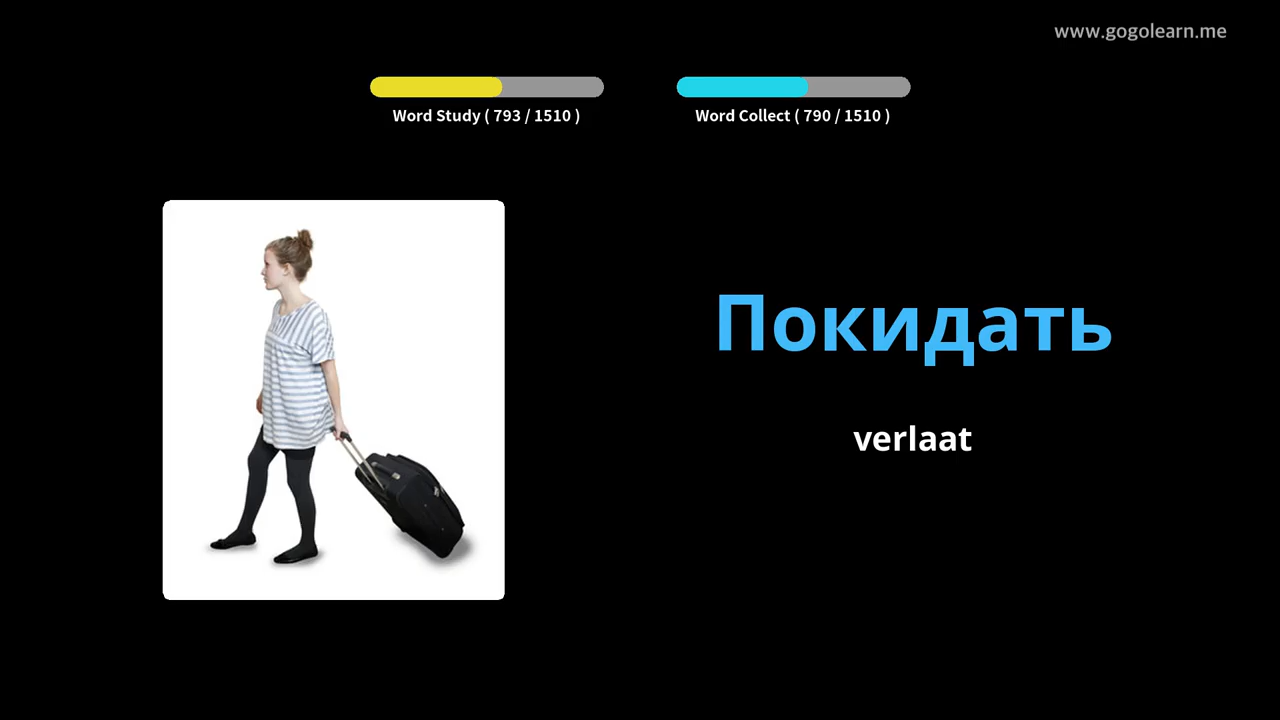 www.gogolearn.me
Word Study ( 793 / 1510 )
Word Collect ( 790 / 1510 )
Покидать
verlaat